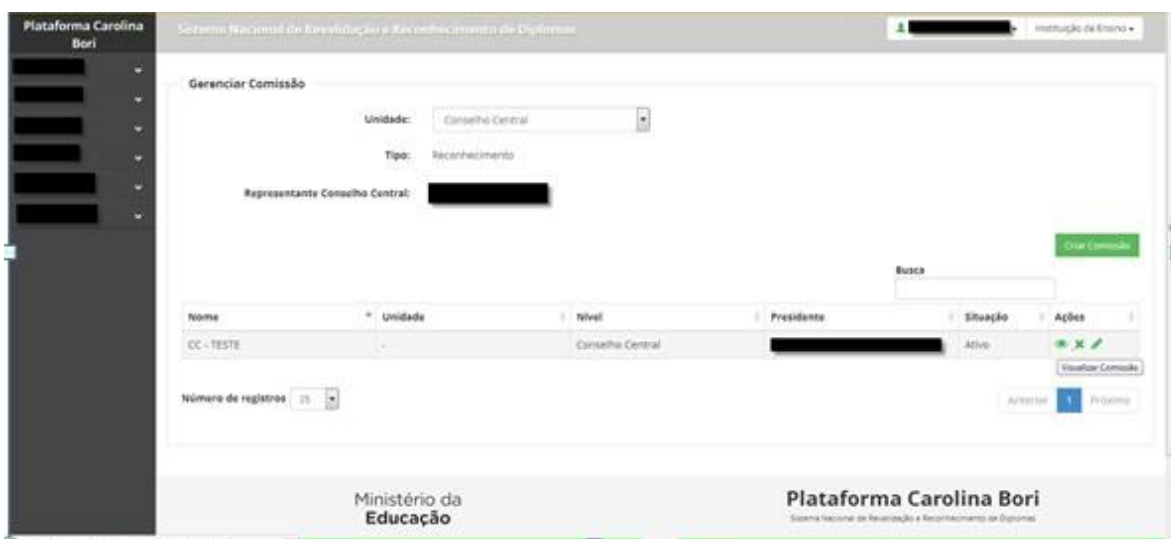 Plataforma Carolina
Bori
Sistema Nacional de Revalidação e Reconhecimento de Diplomas
Instituição de Ensino
Gerenciar Comissão
Unidade: Conselho Central
Tipo: Reconhecimento
Representante Conselho Central:
Criar Comissão
Busca
Nome Unidade Nível Presidente Situação Ações
CC - TESTE - Conselho Central Ativo
Visualizar Comissão
Número de registros 25 Anterior 1 Próximo
Ministério da
Educação
Plataforma Carolina Bori
Sistema Nacional de Revalidação e Reconhecimento de Diplomas